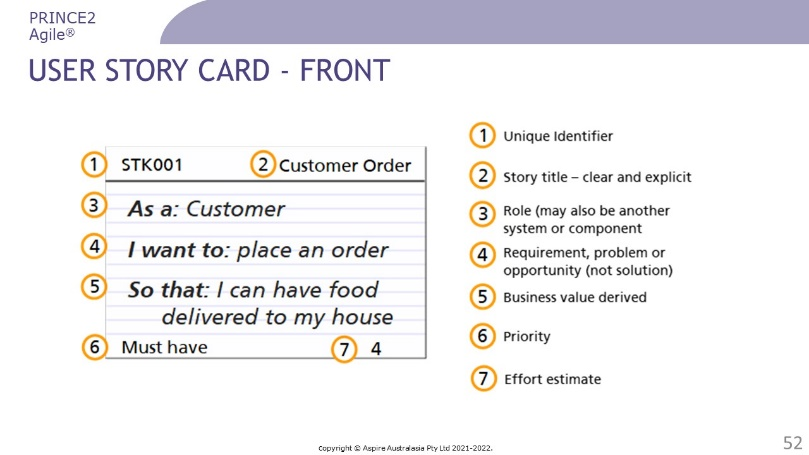 PRINCE2
Agile®
USER STORY CARD - FRONT
1 STK001 2 Customer Order
3 As a: Customer
4 I want to: place an order
5 So that: I can have food
delivered to my house
6 Must have 7 4
1 Unique Identifier
2 Story title – clear and explicit
3 Role (may also be another
system or component
4 Requirement, problem or
opportunity (not solution)
5 Business value derived
6 Priority
7 Effort estimate
Copyright © Aspire Australasia Pty Ltd 2021-2022.
52